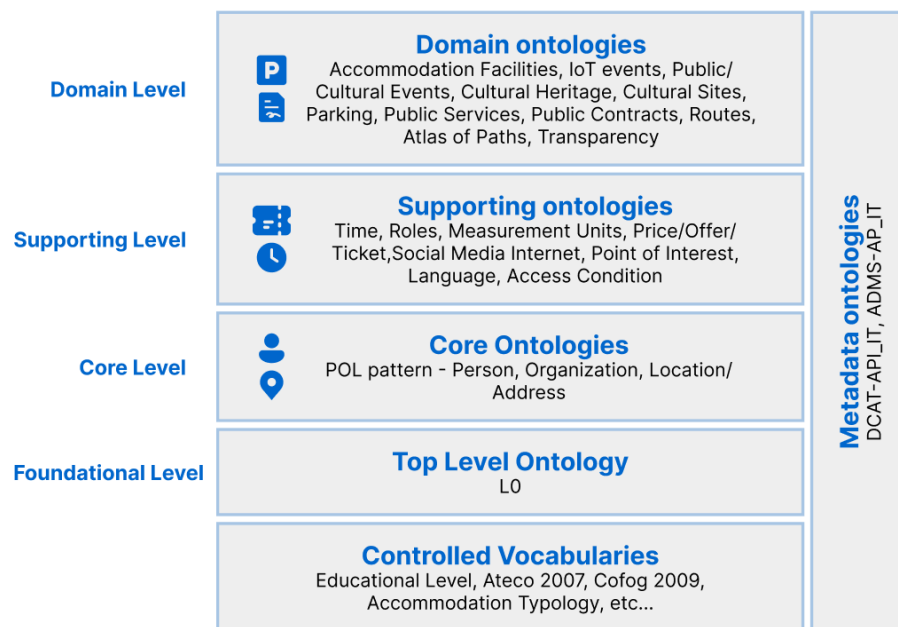 Domain Level
Domain ontologies
Accommodation Facilities, IoT events, Public/
Cultural Events, Cultural Heritage, Cultural Sites,
Parking, Public Services, Public Contracts, Routes,
Atlas of Paths, Transparency
Supporting Level
Supporting ontologies
Time, Roles, Measurement Units, Price/Offer/
Ticket,Social Media Internet, Point of Interest,
Language, Access Condition
Core Level
Core Ontologies
POL pattern - Person, Organization, Location/
Address
Foundational Level
Top Level Ontology
L0
Controlled Vocabularies
Educational Level, Ateco 2007, Cofog 2009,
Accommodation Typology, etc...
Metadata ontologies
DCAT-API_IT, ADMS-AP_IT
P